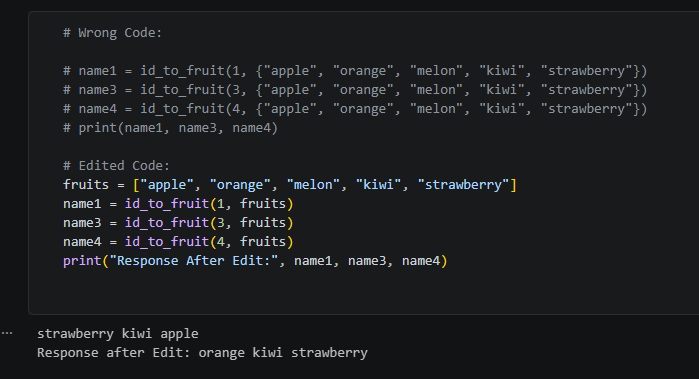 # Wrong Code:
# name1 = id_to_fruit(1, {"apple", "orange", "melon", "kiwi", "strawberry"})
# name3 = id_to_fruit(3, {"apple", "orange", "melon", "kiwi", "strawberry"})
# name4 = id_to_fruit(4, {"apple", "orange", "melon", "kiwi", "strawberry"})
# print(name1, name3, name4)
# Edited Code:
fruits = ["apple", "orange", "melon", "kiwi", "strawberry"]
name1 = id_to_fruit(1, fruits)
name3 = id_to_fruit(3, fruits)
name4 = id_to_fruit(4, fruits)
print("Response After Edit:", name1, name3, name4)
... strawberry kiwi apple
Response after Edit: orange kiwi strawberry